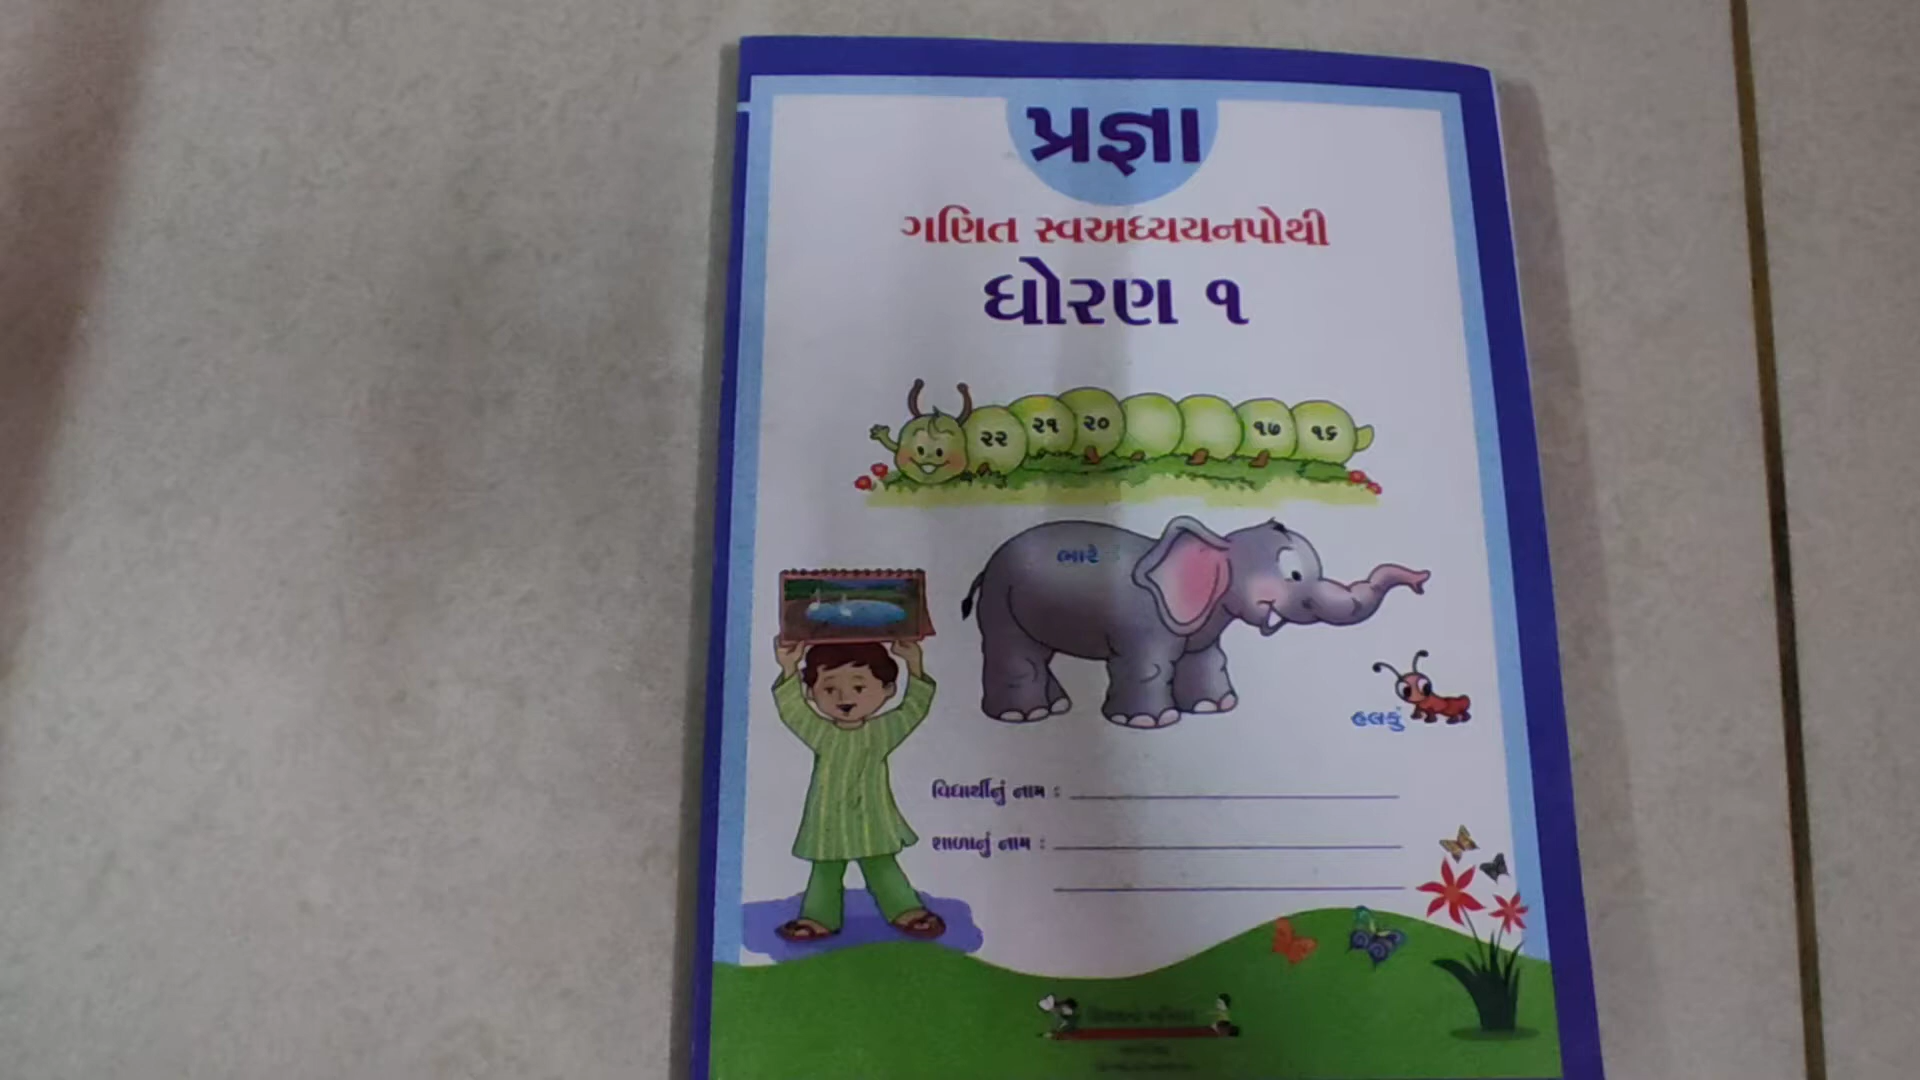 પ્રજ્ઞા
ગણિત સ્વઅધ્યયનપોથી
ધોરણ ૧
૨૨ ૨૧ ૨૦ ૧૭ ૧૬
ભારે
હલકું
વિદ્યાર્થીનું નામ :
શાળાનું નામ :